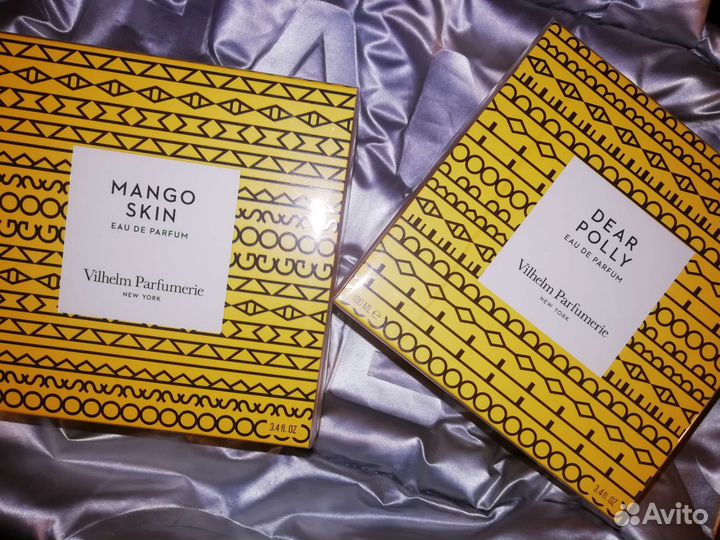 MANGO
SKIN
EAU DE PARFUM
Vilhelm Parfumerie
NEW YORK
3.4 fl. OZ
DEAR
POLLY
EAU DE PARFUM
Vilhelm Parfumerie
NEW YORK
100 ML e
3.4 fl. OZ
Avito